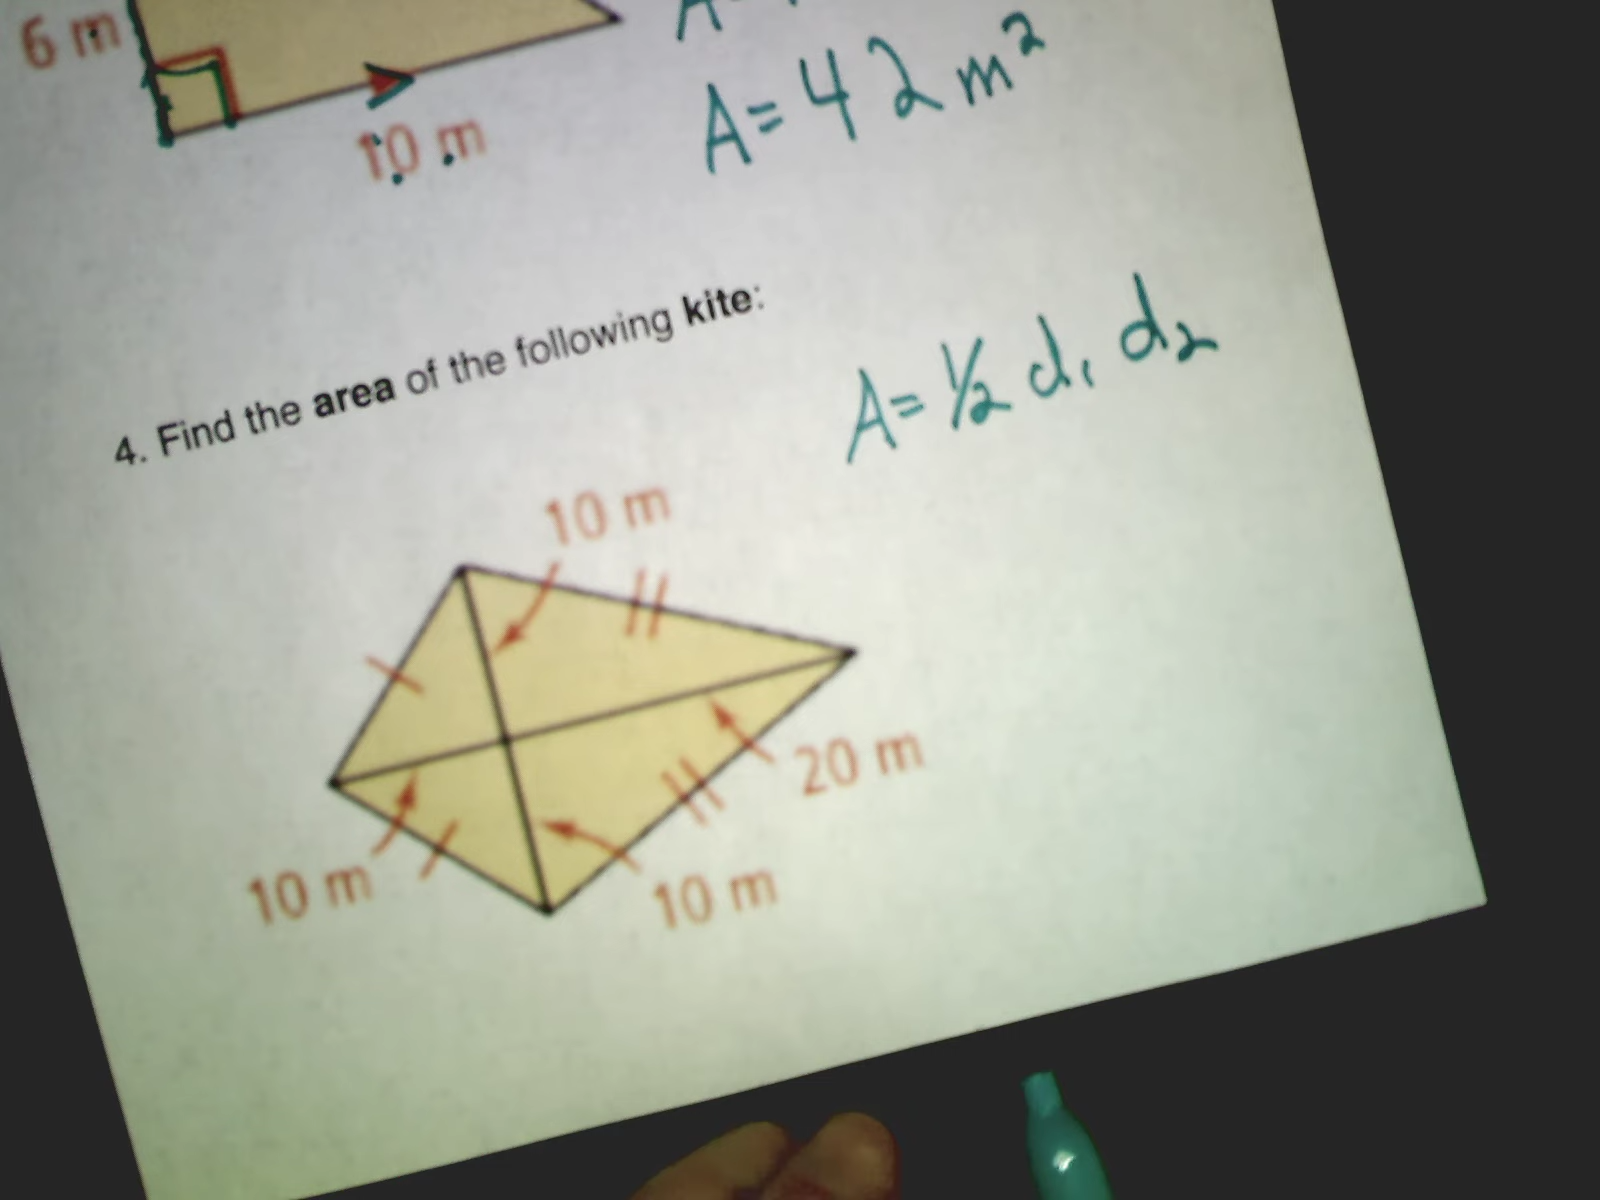 6 m
A=
A=42 m²
10 m
4. Find the area of the following kite:
A=½ d₁ d₂
10 m
20 m
10 m
10 m